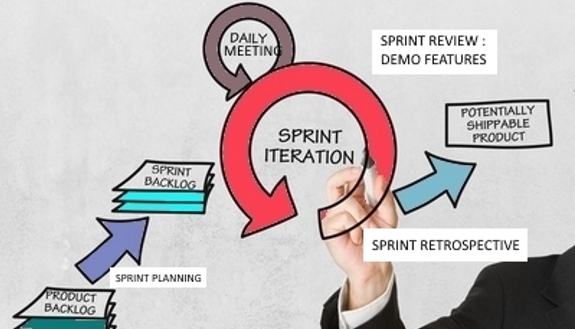 DAILY
MEETING
SPRINT REVIEW :
DEMO FEATURES
SPRINT
ITERATION
POTENTIALLY
SHIPPABLE
PRODUCT
SPRINT
BACKLOG
SPRINT RETROSPECTIVE
SPRINT PLANNING
PRODUCT
BACKLOG